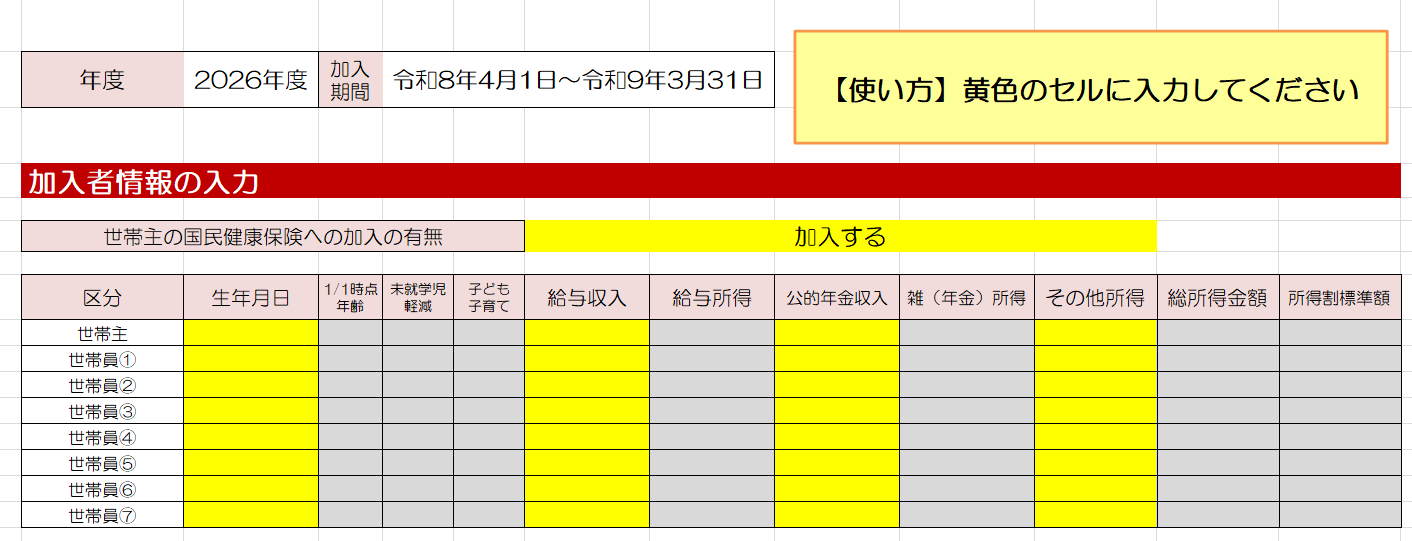 年度 2026年度 加入期間 令和8年4月1日～令和9年3月31日
【使い方】黄色のセルに入力してください
加入者情報の入力
世帯主の国民健康保険への加入の有無 加入する
区分 生年月日 1/1時点年齢 未就学児軽減 子ども子育て 給与収入 給与所得 公的年金収入 雑（年金）所得 その他所得 総所得金額 所得割標準額
世帯主
世帯員①
世帯員②
世帯員③
世帯員④
世帯員⑤
世帯員⑥
世帯員⑦